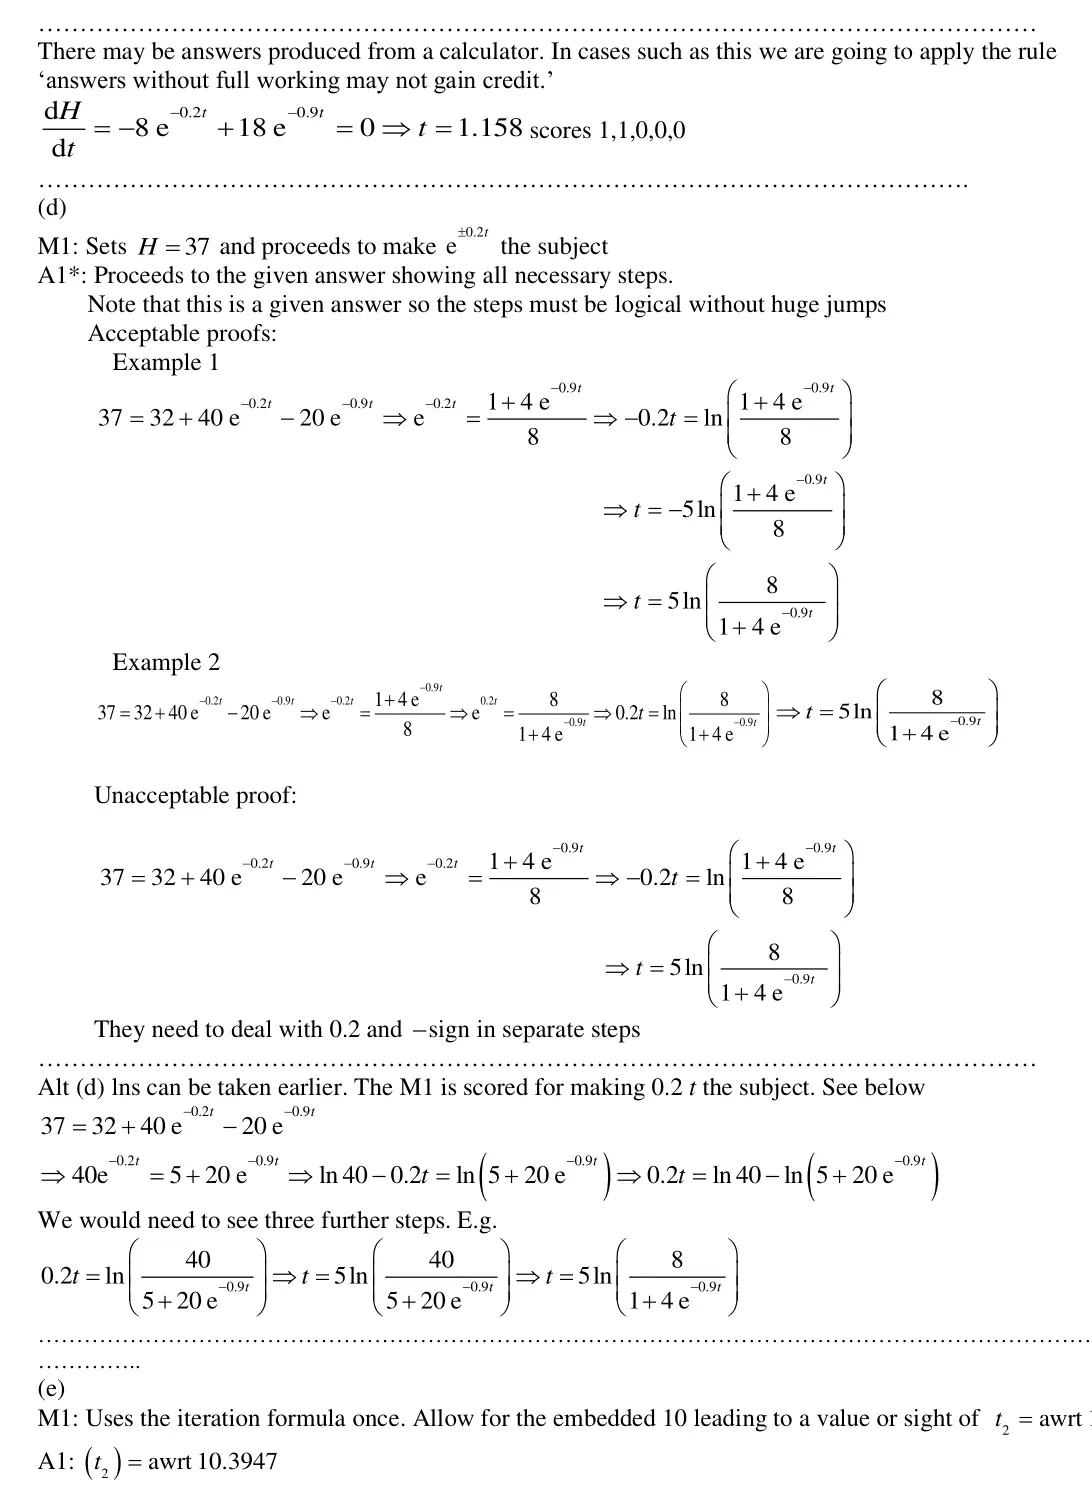 ……………………………………………………………………………………………………
There may be answers produced from a calculator. In cases such as this we are going to apply the rule
‘answers without full working may not gain credit.’
dH/dt = −8 e^(−0.2t) + 18 e^(−0.9t) = 0 ⇒ t = 1.158 scores 1,1,0,0,0
………………………………………………………………………………………………….
(d)
M1: Sets H = 37 and proceeds to make e^(±0.2t) the subject
A1*: Proceeds to the given answer showing all necessary steps.
Note that this is a given answer so the steps must be logical without huge jumps
Acceptable proofs:
Example 1
37 = 32 + 40 e^(−0.2t) − 20 e^(−0.9t) ⇒ e^(−0.2t) = (1 + 4 e^(−0.9t))/8 ⇒ −0.2t = ln((1 + 4 e^(−0.9t))/8)
⇒ t = −5 ln((1 + 4 e^(−0.9t))/8)
⇒ t = 5 ln(8/(1 + 4 e^(−0.9t)))
Example 2
37 = 32 + 40 e^(−0.2t) − 20 e^(−0.9t) ⇒ e^(−0.2t) = (1 + 4 e^(−0.9t))/8 ⇒ e^(0.2t) = 8/(1 + 4 e^(−0.9t)) ⇒ 0.2t = ln(8/(1 + 4 e^(−0.9t))) ⇒ t = 5 ln(8/(1 + 4 e^(−0.9t)))
Unacceptable proof:
37 = 32 + 40 e^(−0.2t) − 20 e^(−0.9t) ⇒ e^(−0.2t) = (1 + 4 e^(−0.9t))/8 ⇒ −0.2t = ln((1 + 4 e^(−0.9t))/8)
⇒ t = 5 ln(8/(1 + 4 e^(−0.9t)))
They need to deal with 0.2 and −sign in separate steps
……………………………………………………………………………………………………
Alt (d) lns can be taken earlier. The M1 is scored for making 0.2 t the subject. See below
37 = 32 + 40 e^(−0.2t) − 20 e^(−0.9t)
⇒ 40e^(−0.2t) = 5 + 20 e^(−0.9t) ⇒ ln 40 − 0.2t = ln(5 + 20 e^(−0.9t)) ⇒ 0.2t = ln 40 − ln(5 + 20 e^(−0.9t))
We would need to see three further steps. E.g.
0.2t = ln(40/(5 + 20 e^(−0.9t))) ⇒ t = 5 ln(40/(5 + 20 e^(−0.9t))) ⇒ t = 5 ln(8/(1 + 4 e^(−0.9t)))
……………………………………………………………………………………………………………
…………..
(e)
M1: Uses the iteration formula once. Allow for the embedded 10 leading to a value or sight of t₂ = awrt
A1: (t₂) = awrt 10.3947